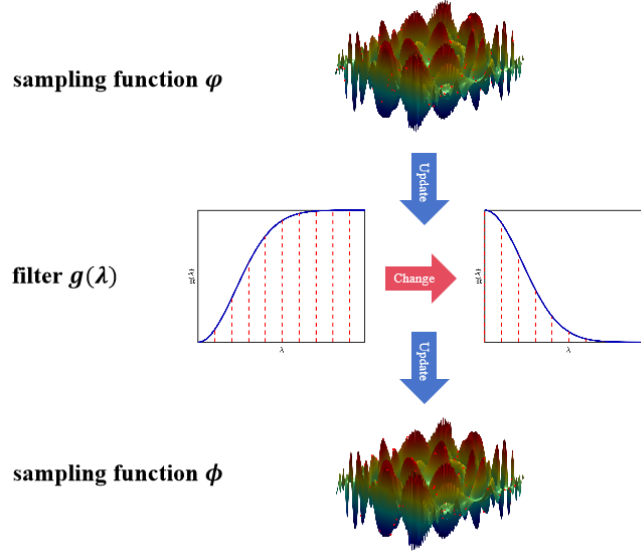 sampling function φ
Update
g(λ)
λ
filter g(λ)
Change
g(λ)
λ
Update
sampling function ϕ